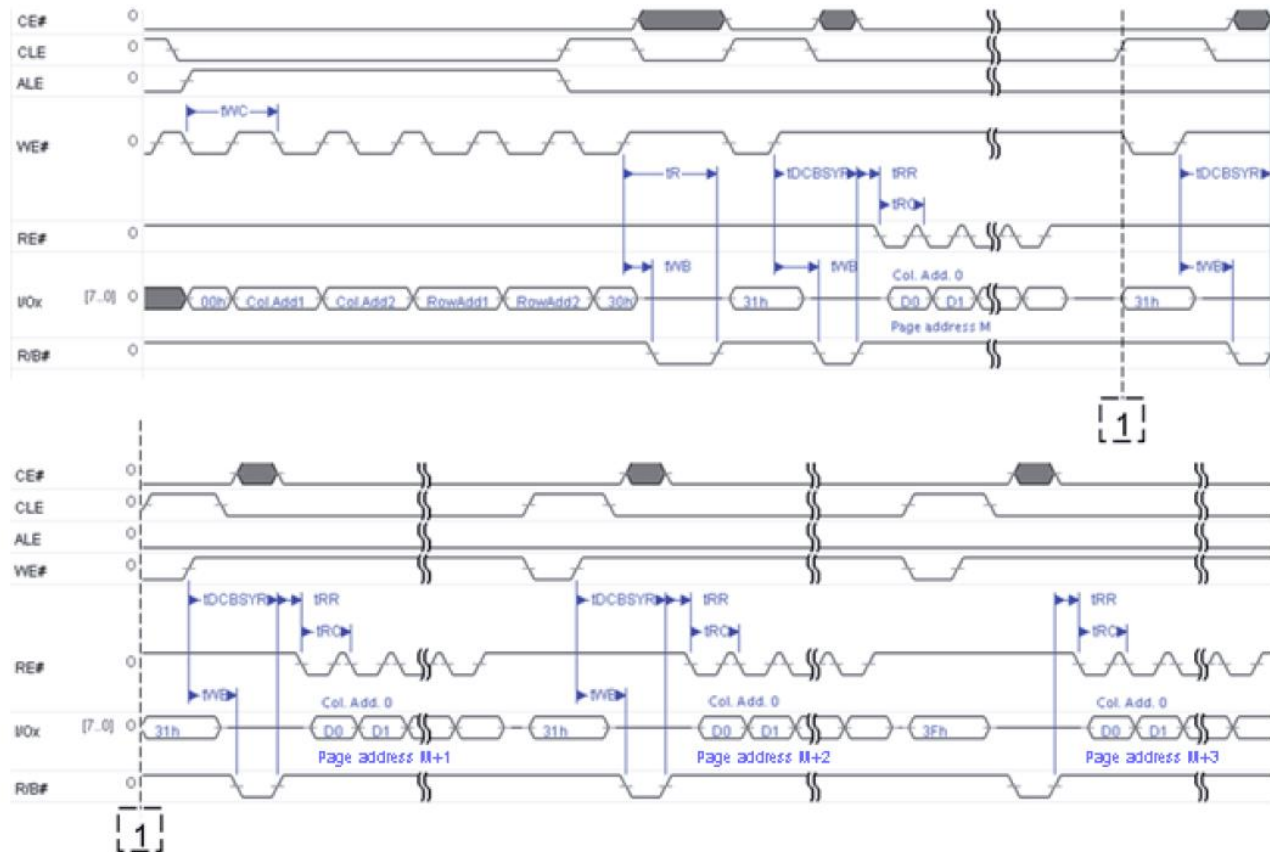 CE# 0
CLE 0
ALE 0
tWC
WE# 0
tR tDCBSYR tRR tDCBSYR
tRC
RE# 0
tWB tWB Col. Add. 0 tWB
I/Ox [7..0] 0 00h Col.Add1 Col.Add2 RowAdd1 RowAdd2 30h 31h D0 D1 31h
Page address M
R/B# 0
1
CE# 0
CLE 0
ALE 0
WE# 0
tDCBSYR tRR tDCBSYR tRR tRR
tRC tRC tRC
RE# 0
tWB Col. Add. 0 tWB Col. Add. 0 Col. Add. 0
I/Ox [7..0] 0 31h D0 D1 31h D0 D1 3Fh D0 D1
Page address M+1 Page address M+2 Page address M+3
R/B# 0
1